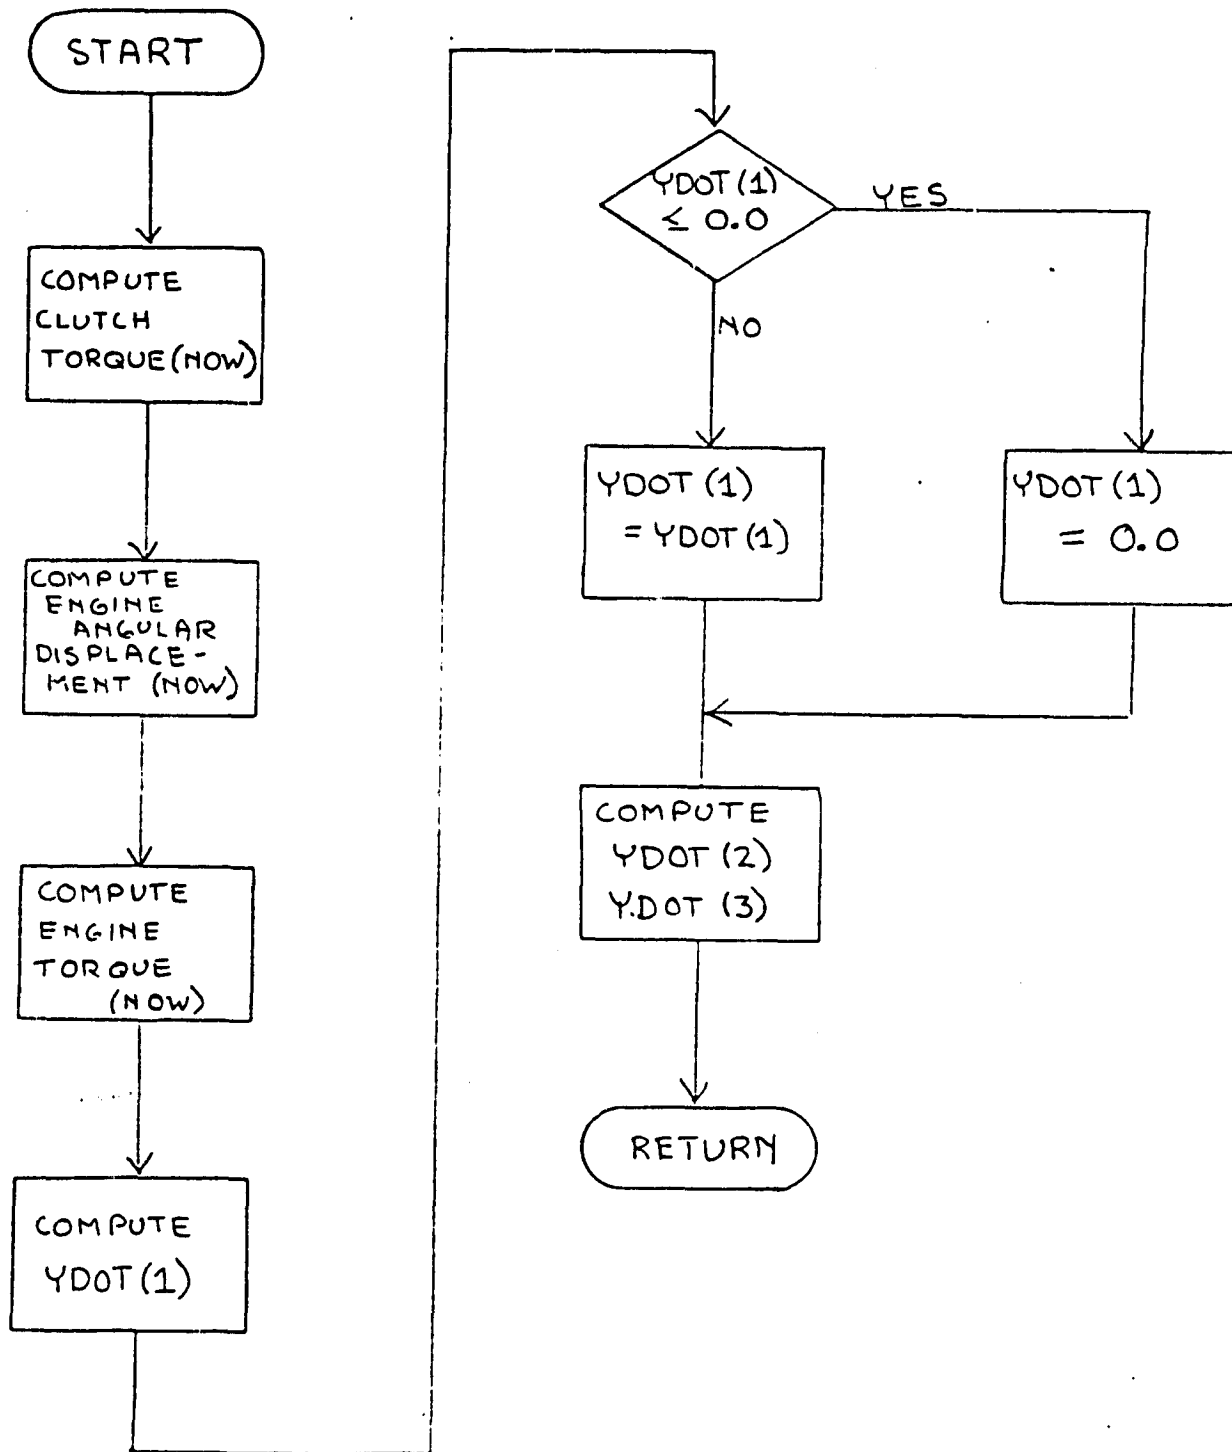 START
COMPUTE
CLUTCH
TORQUE (NOW)
COMPUTE
ENGINE
ANGULAR
DISPLACE-
MENT (NOW)
COMPUTE
ENGINE
TORQUE
(NOW)
COMPUTE
YDOT (1)
YDOT (1)
≤ 0.0
YES
NO
YDOT (1)
= YDOT (1)
YDOT (1)
= 0.0
COMPUTE
YDOT (2)
Y.DOT (3)
RETURN